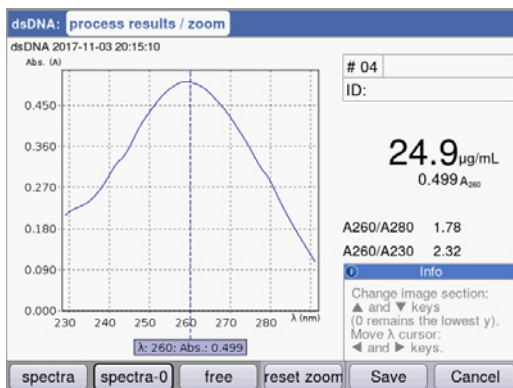 dsDNA: process results / zoom
dsDNA 2017-11-03 20:15:10
Abs. (A)
0.450
0.360
0.270
0.180
0.090
0.000
230 240 250 260 270 280 λ (nm)
λ: 260; Abs.: 0.499
# 04
ID:
24.9 µg/mL
0.499 A260
A260/A280 1.78
A260/A230 2.32
Info
Change image section:
▲ and ▼ keys
(0 remains the lowest y).
Move λ cursor:
◀ and ▶ keys.
spectra spectra-0 free reset zoom Save Cancel